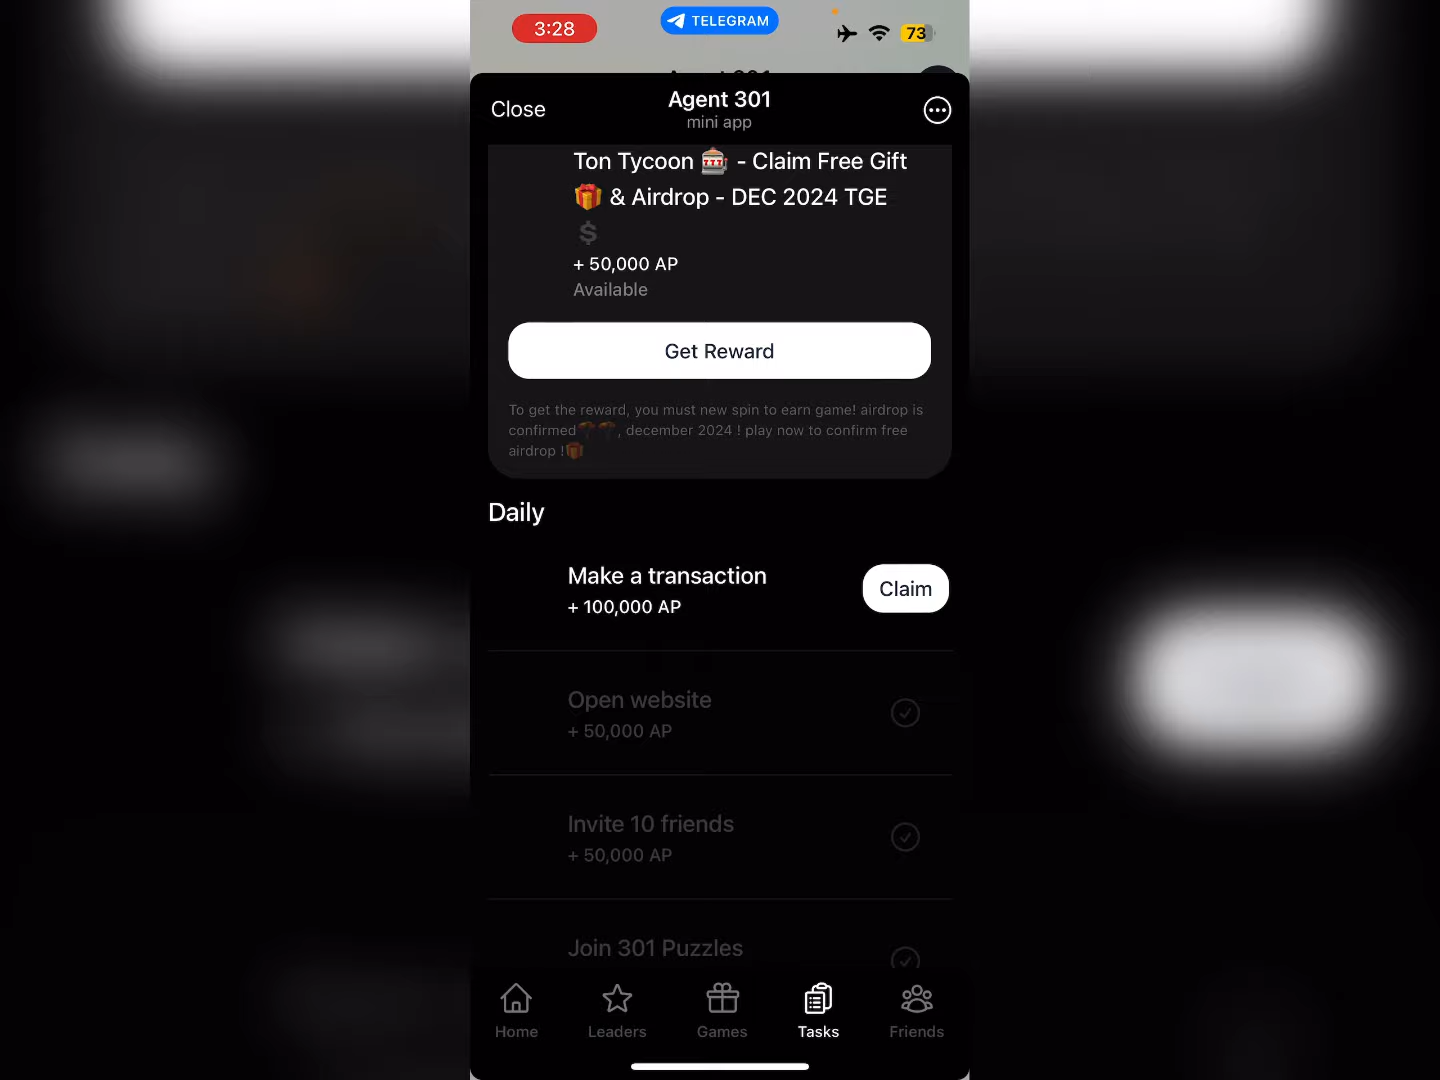 3:28
TELEGRAM
73
Close
Agent 301
mini app
Ton Tycoon 🎰 - Claim Free Gift
🎁 & Airdrop - DEC 2024 TGE
$
+ 50,000 AP
Available
Get Reward
To get the reward, you must new spin to earn game! airdrop is
confirmed🪂🪂, december 2024 ! play now to confirm free
airdrop !🎁
Daily
Make a transaction
+ 100,000 AP
Claim
Open website
+ 50,000 AP
Invite 10 friends
+ 50,000 AP
Join 301 Puzzles
Home
Leaders
Games
Tasks
Friends